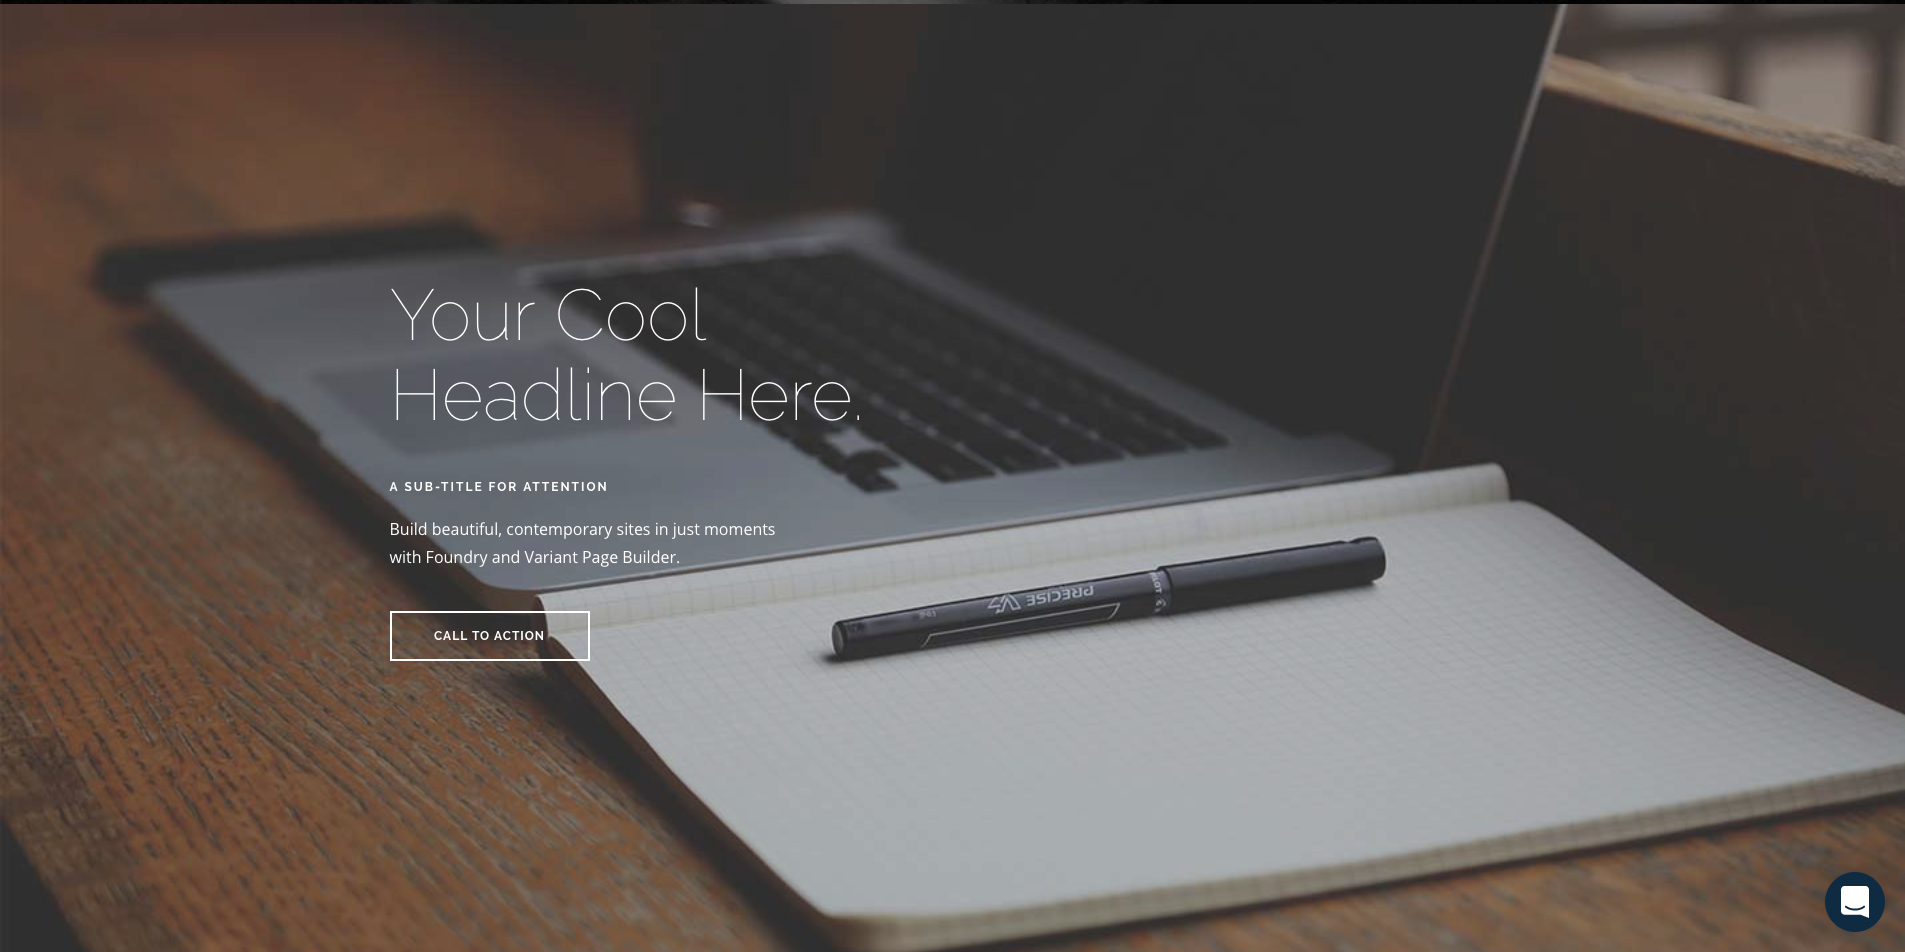 Your Cool
Headline Here.
A SUB-TITLE FOR ATTENTION
Build beautiful, contemporary sites in just moments
with Foundry and Variant Page Builder.
PRECISE V7
CALL TO ACTION